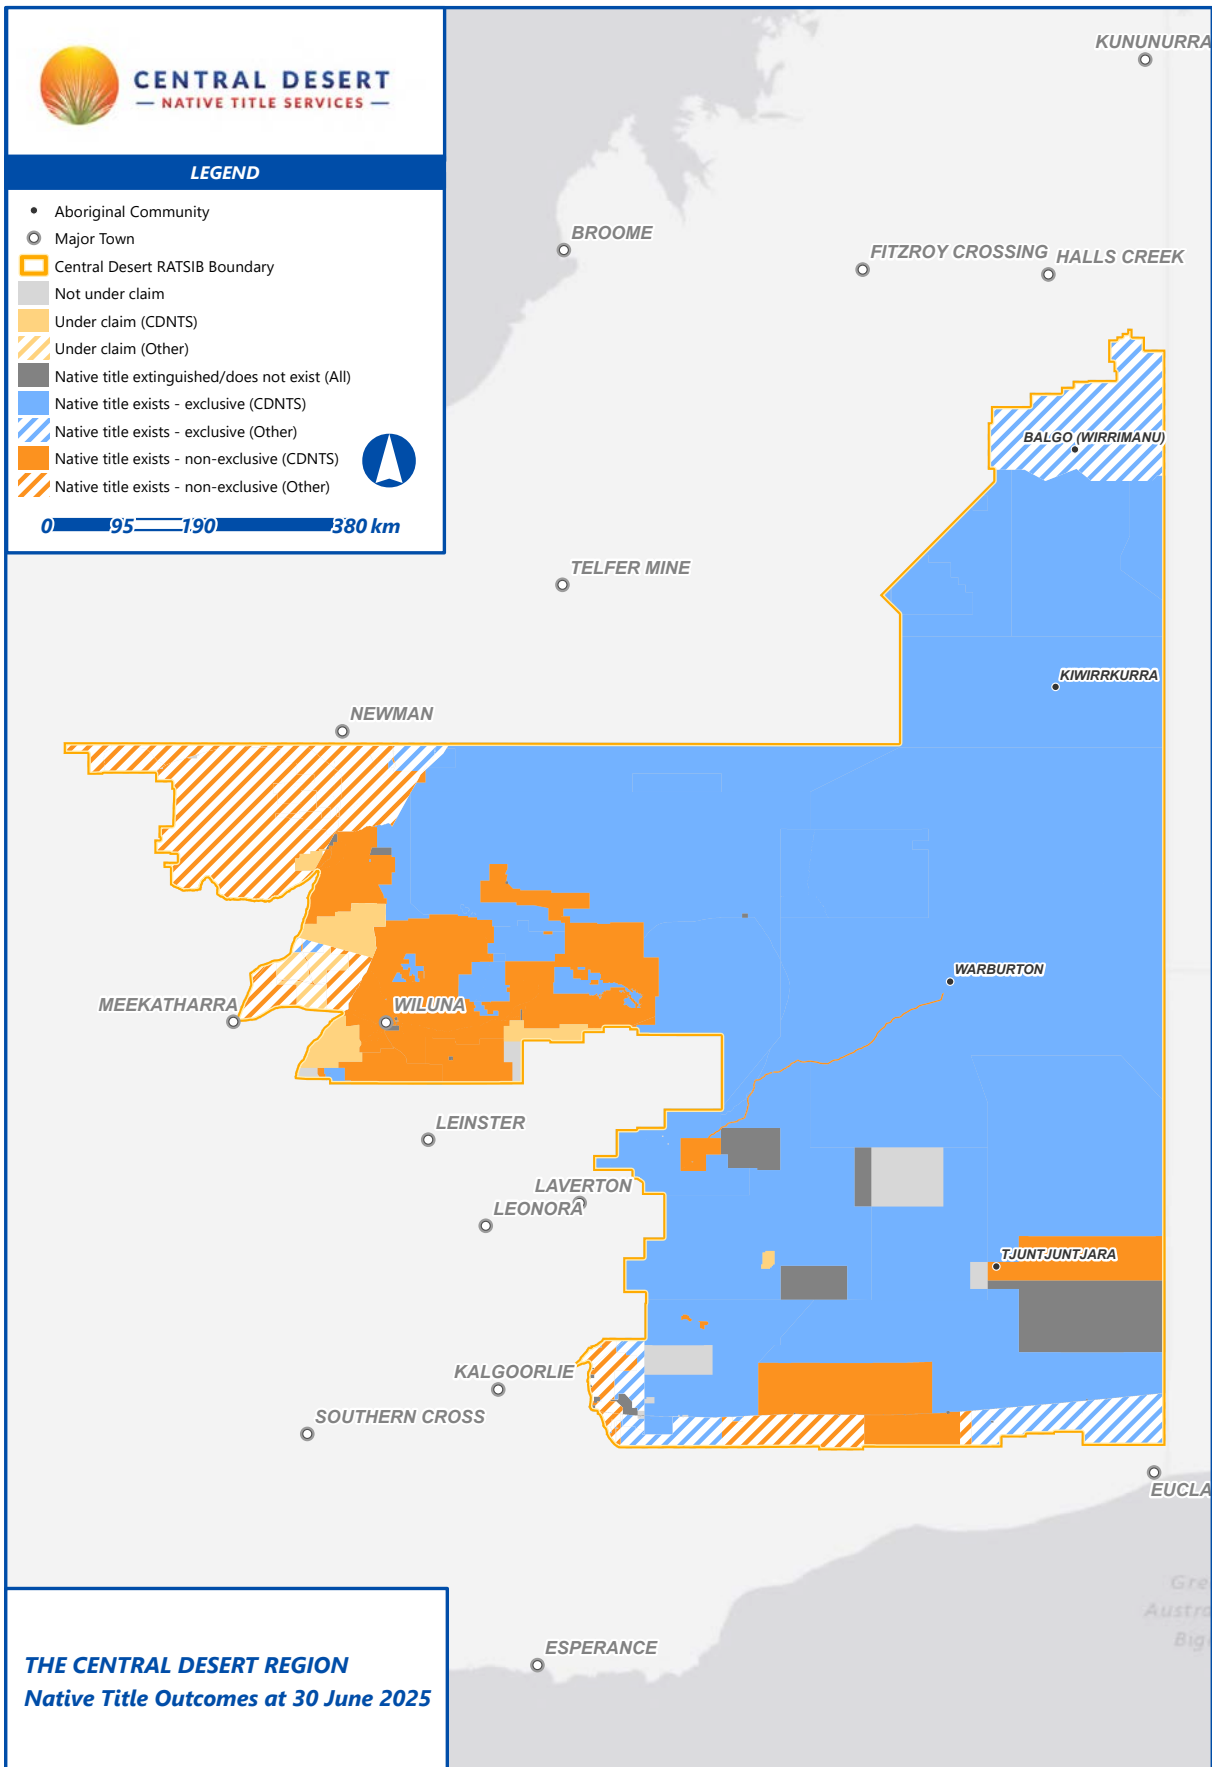 CENTRAL DESERT
NATIVE TITLE SERVICES
LEGEND
Aboriginal Community
Major Town
Central Desert RATSIB Boundary
Not under claim
Under claim (CDNTS)
Under claim (Other)
Native title extinguished/does not exist (All)
Native title exists - exclusive (CDNTS)
Native title exists - exclusive (Other)
Native title exists - non-exclusive (CDNTS)
Native title exists - non-exclusive (Other)
0 95 190 380 km
KUNUNURRA
BROOME
FITZROY CROSSING
HALLS CREEK
BALGO (WIRRIMANU)
TELFER MINE
KIWIRRKURRA
NEWMAN
WARBURTON
MEEKATHARRA
WILUNA
LEINSTER
LAVERTON
LEONORA
TJUNTJUNTJARA
KALGOORLIE
SOUTHERN CROSS
EUCLA
Gre
Austra
Big
ESPERANCE
THE CENTRAL DESERT REGION
Native Title Outcomes at 30 June 2025